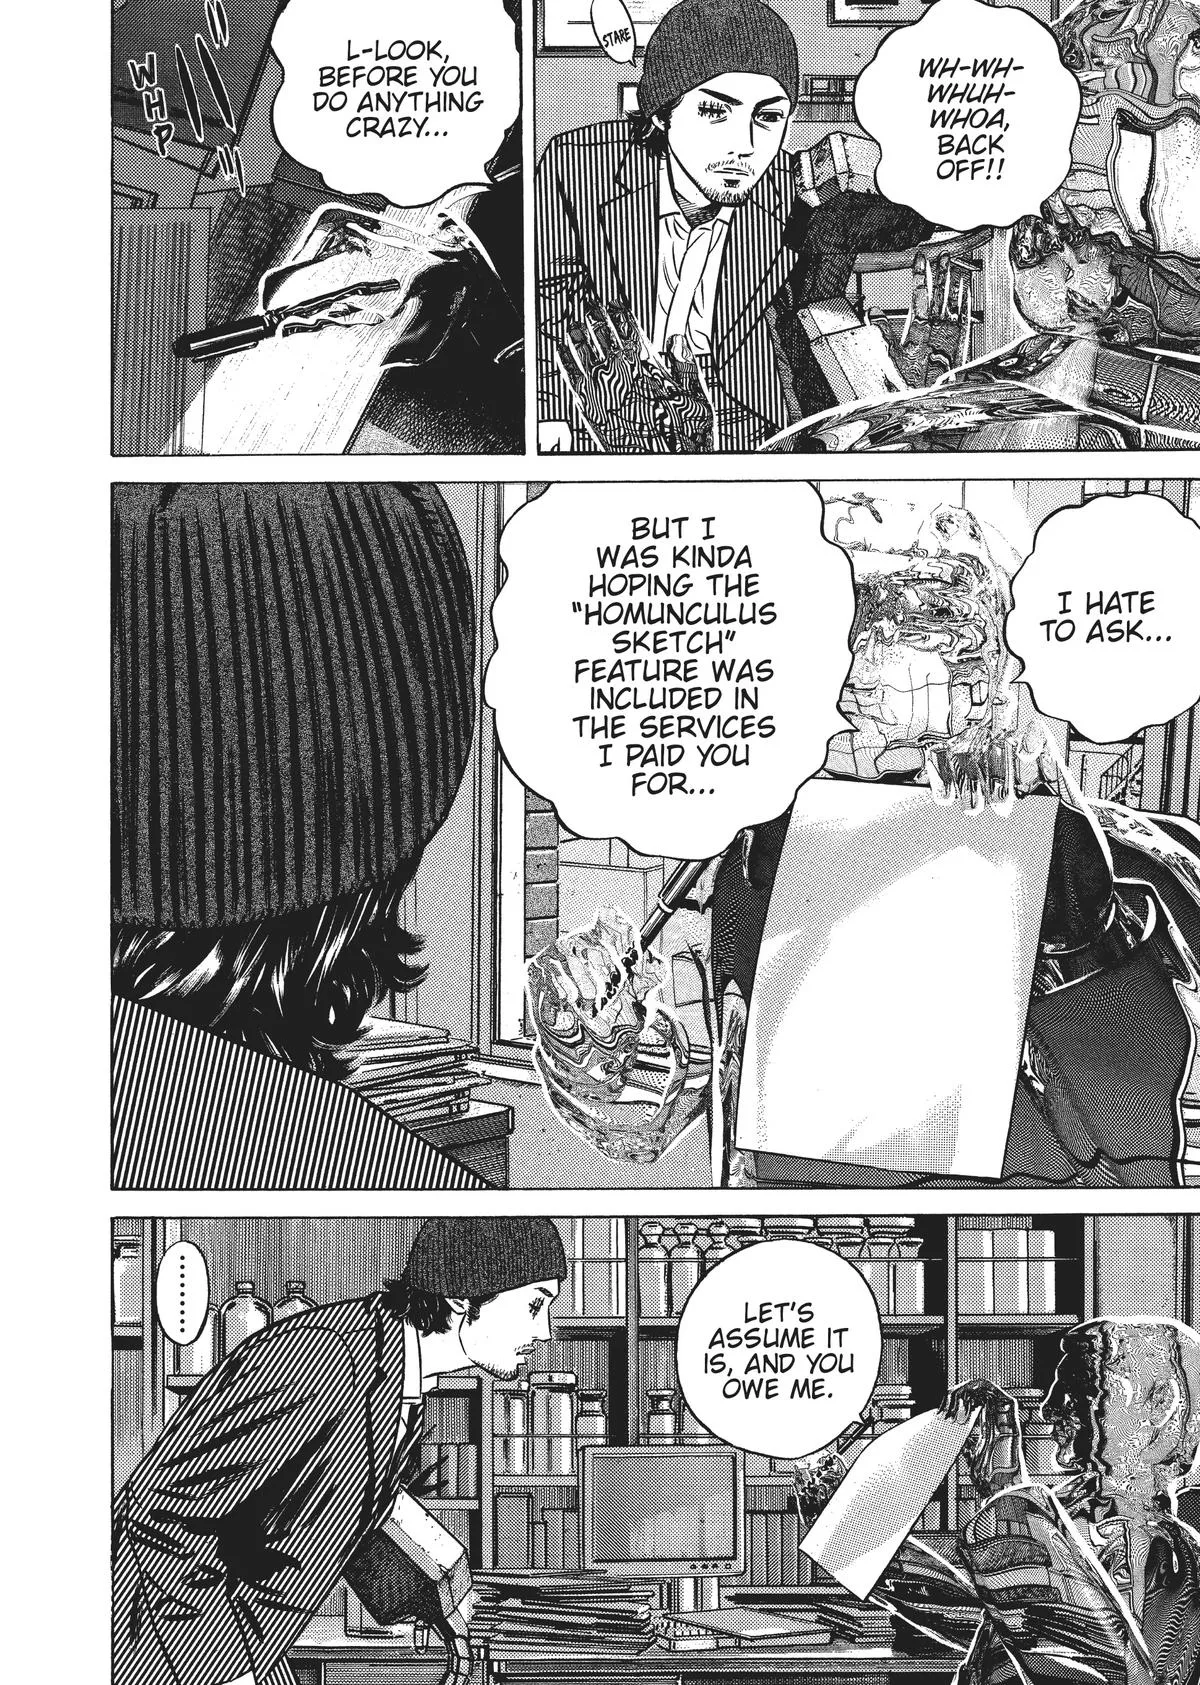 WH-WH-
WHUH-
WHOA,
BACK
OFF!!
STARE
L-LOOK,
BEFORE YOU
DO ANYTHING
CRAZY...
WHP
I HATE
TO ASK...
BUT I
WAS KINDA
HOPING THE
"HOMUNCULUS
SKETCH"
FEATURE WAS
INCLUDED IN
THE SERVICES
I PAID YOU
FOR...
LET'S
ASSUME IT
IS, AND YOU
OWE ME.
........